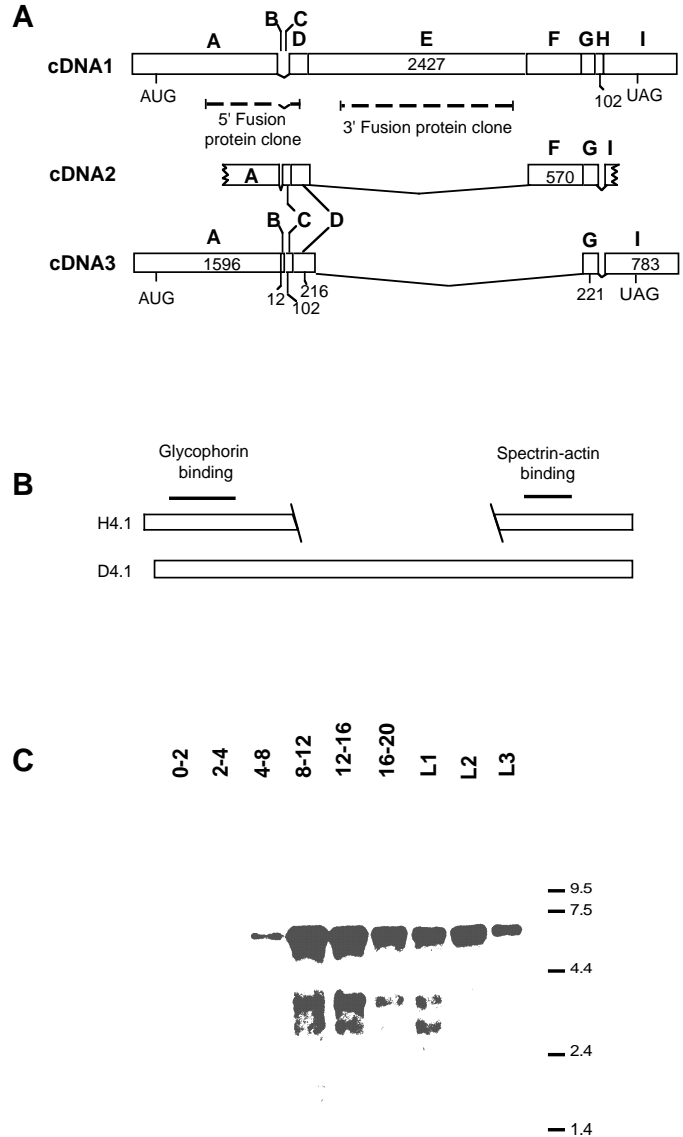 A
B C
A D E F G H I
cDNA1 2427
AUG 102 UAG
5' Fusion
protein clone
3' Fusion protein clone
F G I
cDNA2 A 570
B C D
A G I
cDNA3 1596 783
AUG 12 102 216 221 UAG
B
Glycophorin
binding
Spectrin-actin
binding
H4.1
D4.1
C
0-2 2-4 4-8 8-12 12-16 16-20 L1 L2 L3
9.5
7.5
4.4
2.4
1.4